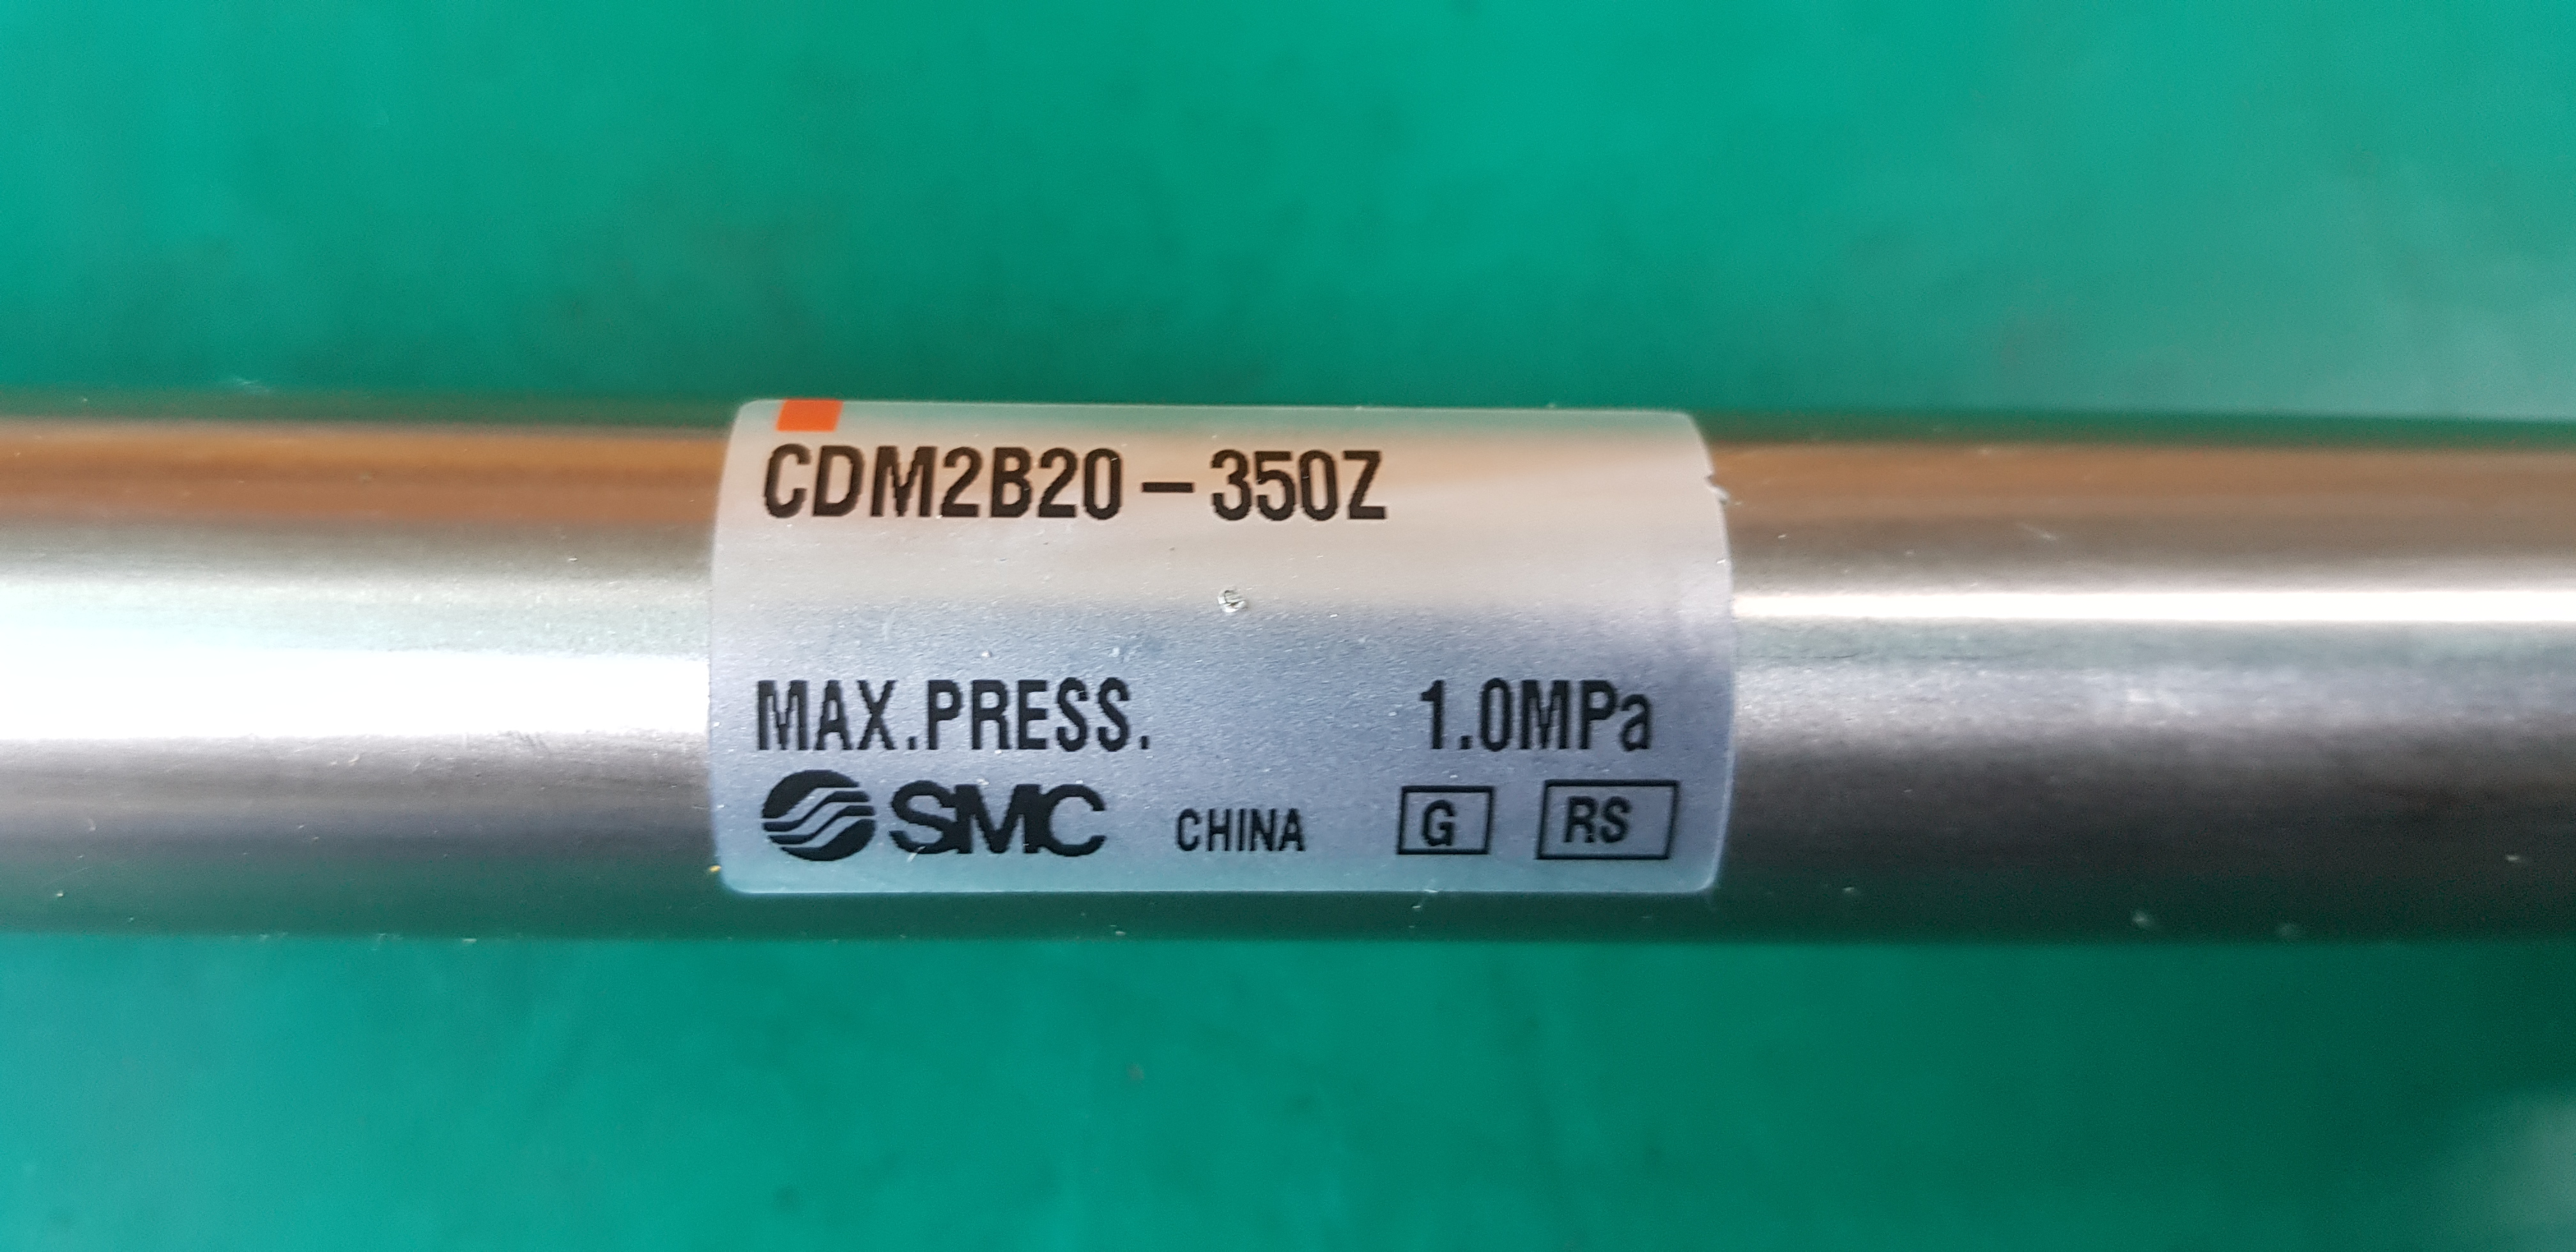 CDM2B20-350Z
MAX.PRESS. 1.0MPa
SMC CHINA G RS